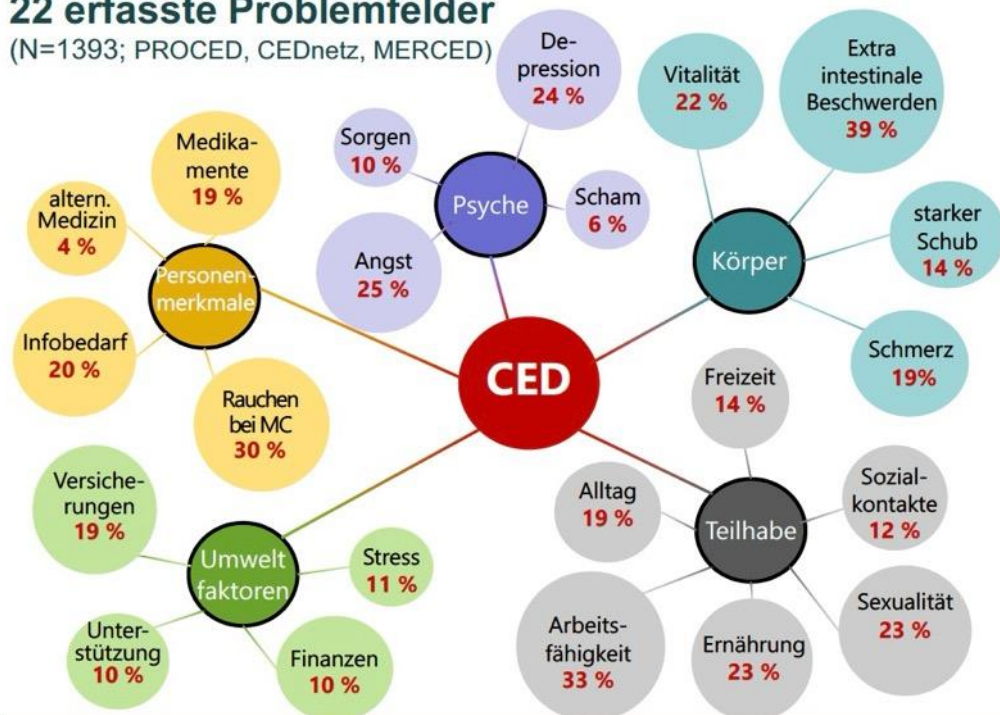 22 erfasste Problemfelder
(N=1393; PROCED, CEDnetz, MERCED)
De-
pression
24 %
Sorgen
10 %
Psyche
Scham
6 %
Angst
25 %
Vitalität
22 %
Extra
intestinale
Beschwerden
39 %
Körper
starker
Schub
14 %
Schmerz
19%
Medika-
mente
19 %
altern.
Medizin
4 %
Personen-
merkmale
Infobedarf
20 %
Rauchen
bei MC
30 %
CED
Freizeit
14 %
Alltag
19 %
Teilhabe
Sozial-
kontakte
12 %
Arbeits-
fähigkeit
33 %
Ernährung
23 %
Sexualität
23 %
Versiche-
rungen
19 %
Umwelt
faktoren
Stress
11 %
Unter-
stützung
10 %
Finanzen
10 %